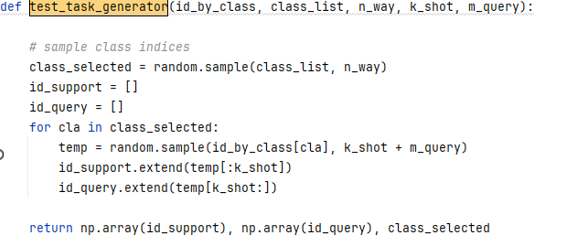 def test_task_generator(id_by_class, class_list, n_way, k_shot, m_query):
# sample class indices
class_selected = random.sample(class_list, n_way)
id_support = []
id_query = []
for cla in class_selected:
temp = random.sample(id_by_class[cla], k_shot + m_query)
id_support.extend(temp[:k_shot])
id_query.extend(temp[k_shot:])
return np.array(id_support), np.array(id_query), class_selected